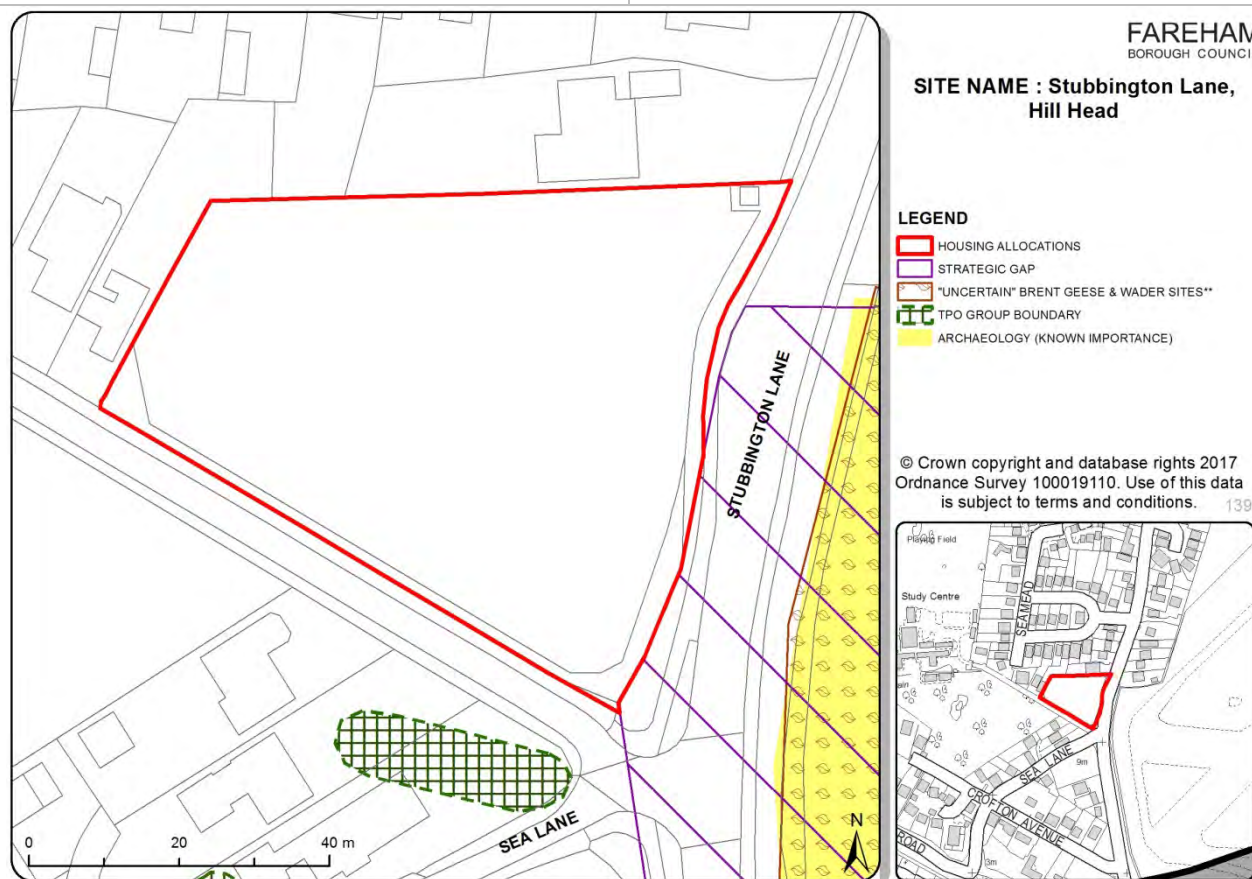 FAREHAM
BOROUGH COUNCI
SITE NAME : Stubbington Lane,
Hill Head
LEGEND
HOUSING ALLOCATIONS
STRATEGIC GAP
"UNCERTAIN" BRENT GEESE & WADER SITES**
TPO GROUP BOUNDARY
ARCHAEOLOGY (KNOWN IMPORTANCE)
© Crown copyright and database rights 2017
Ordnance Survey 100019110. Use of this data
is subject to terms and conditions.
139
STUBBINGTON LANE
SEA LANE
0 20 40 m
N
Playing Field
Study Centre
SEAMEAD
ain
SEA LANE
9m
CROFTON AVENUE
ROAD
3m